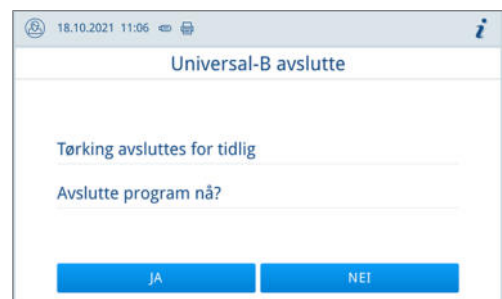 18.10.2021 11:06
i
Universal-B avslutte
Tørking avsluttes for tidlig
Avslutte program nå?
JA
NEI